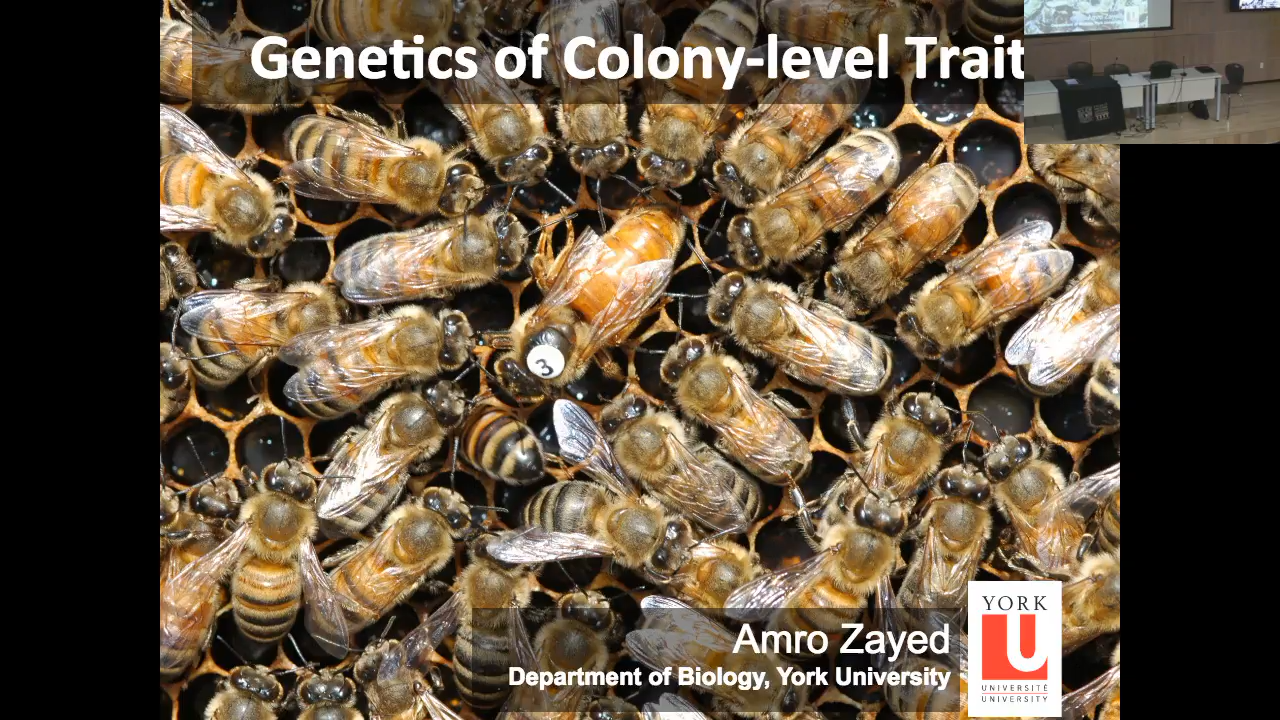 Genetics of Colony-level Trait
3
Amro Zayed
Department of Biology, York University
YORK
U
UNIVERSITÉ
UNIVERSITY